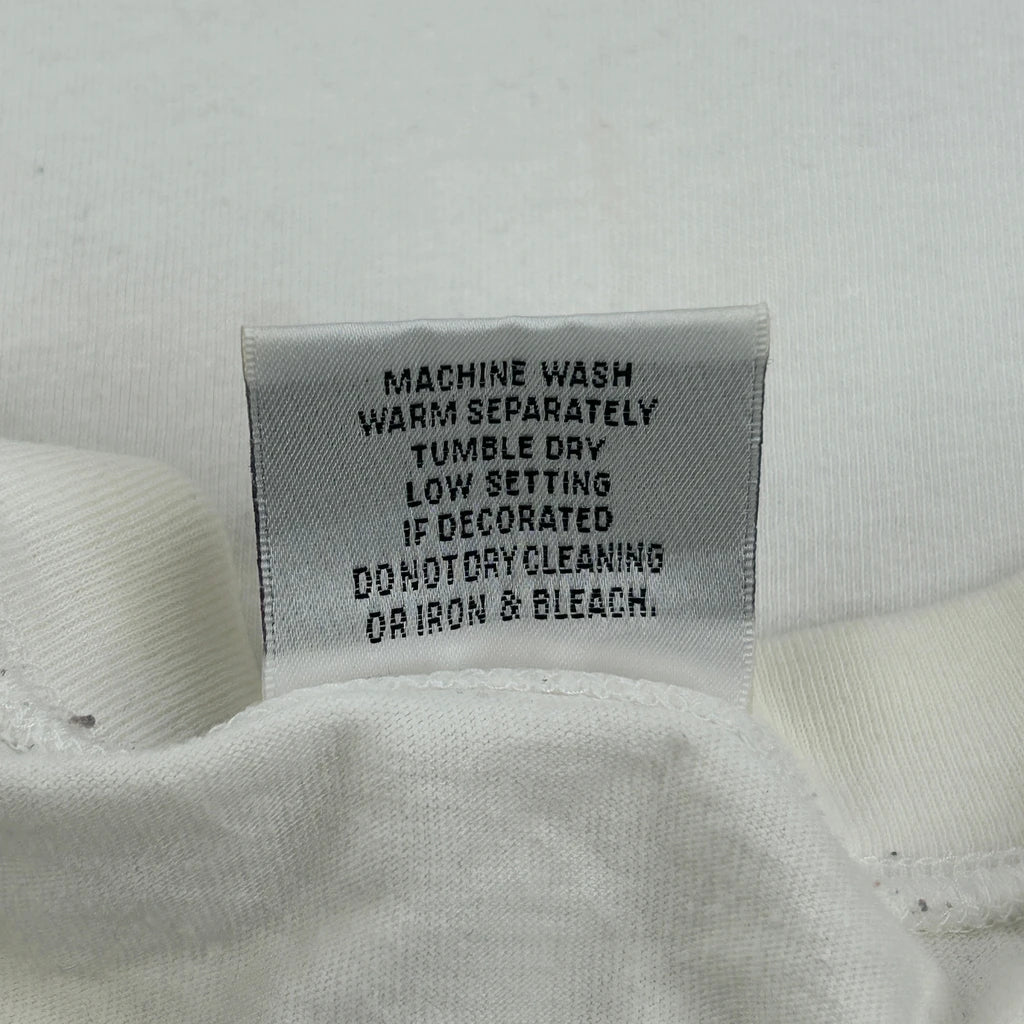 MACHINE WASH
WARM SEPARATELY
TUMBLE DRY
LOW SETTING
IF DECORATED
DO NOT DRY CLEANING
OR IRON & BLEACH.